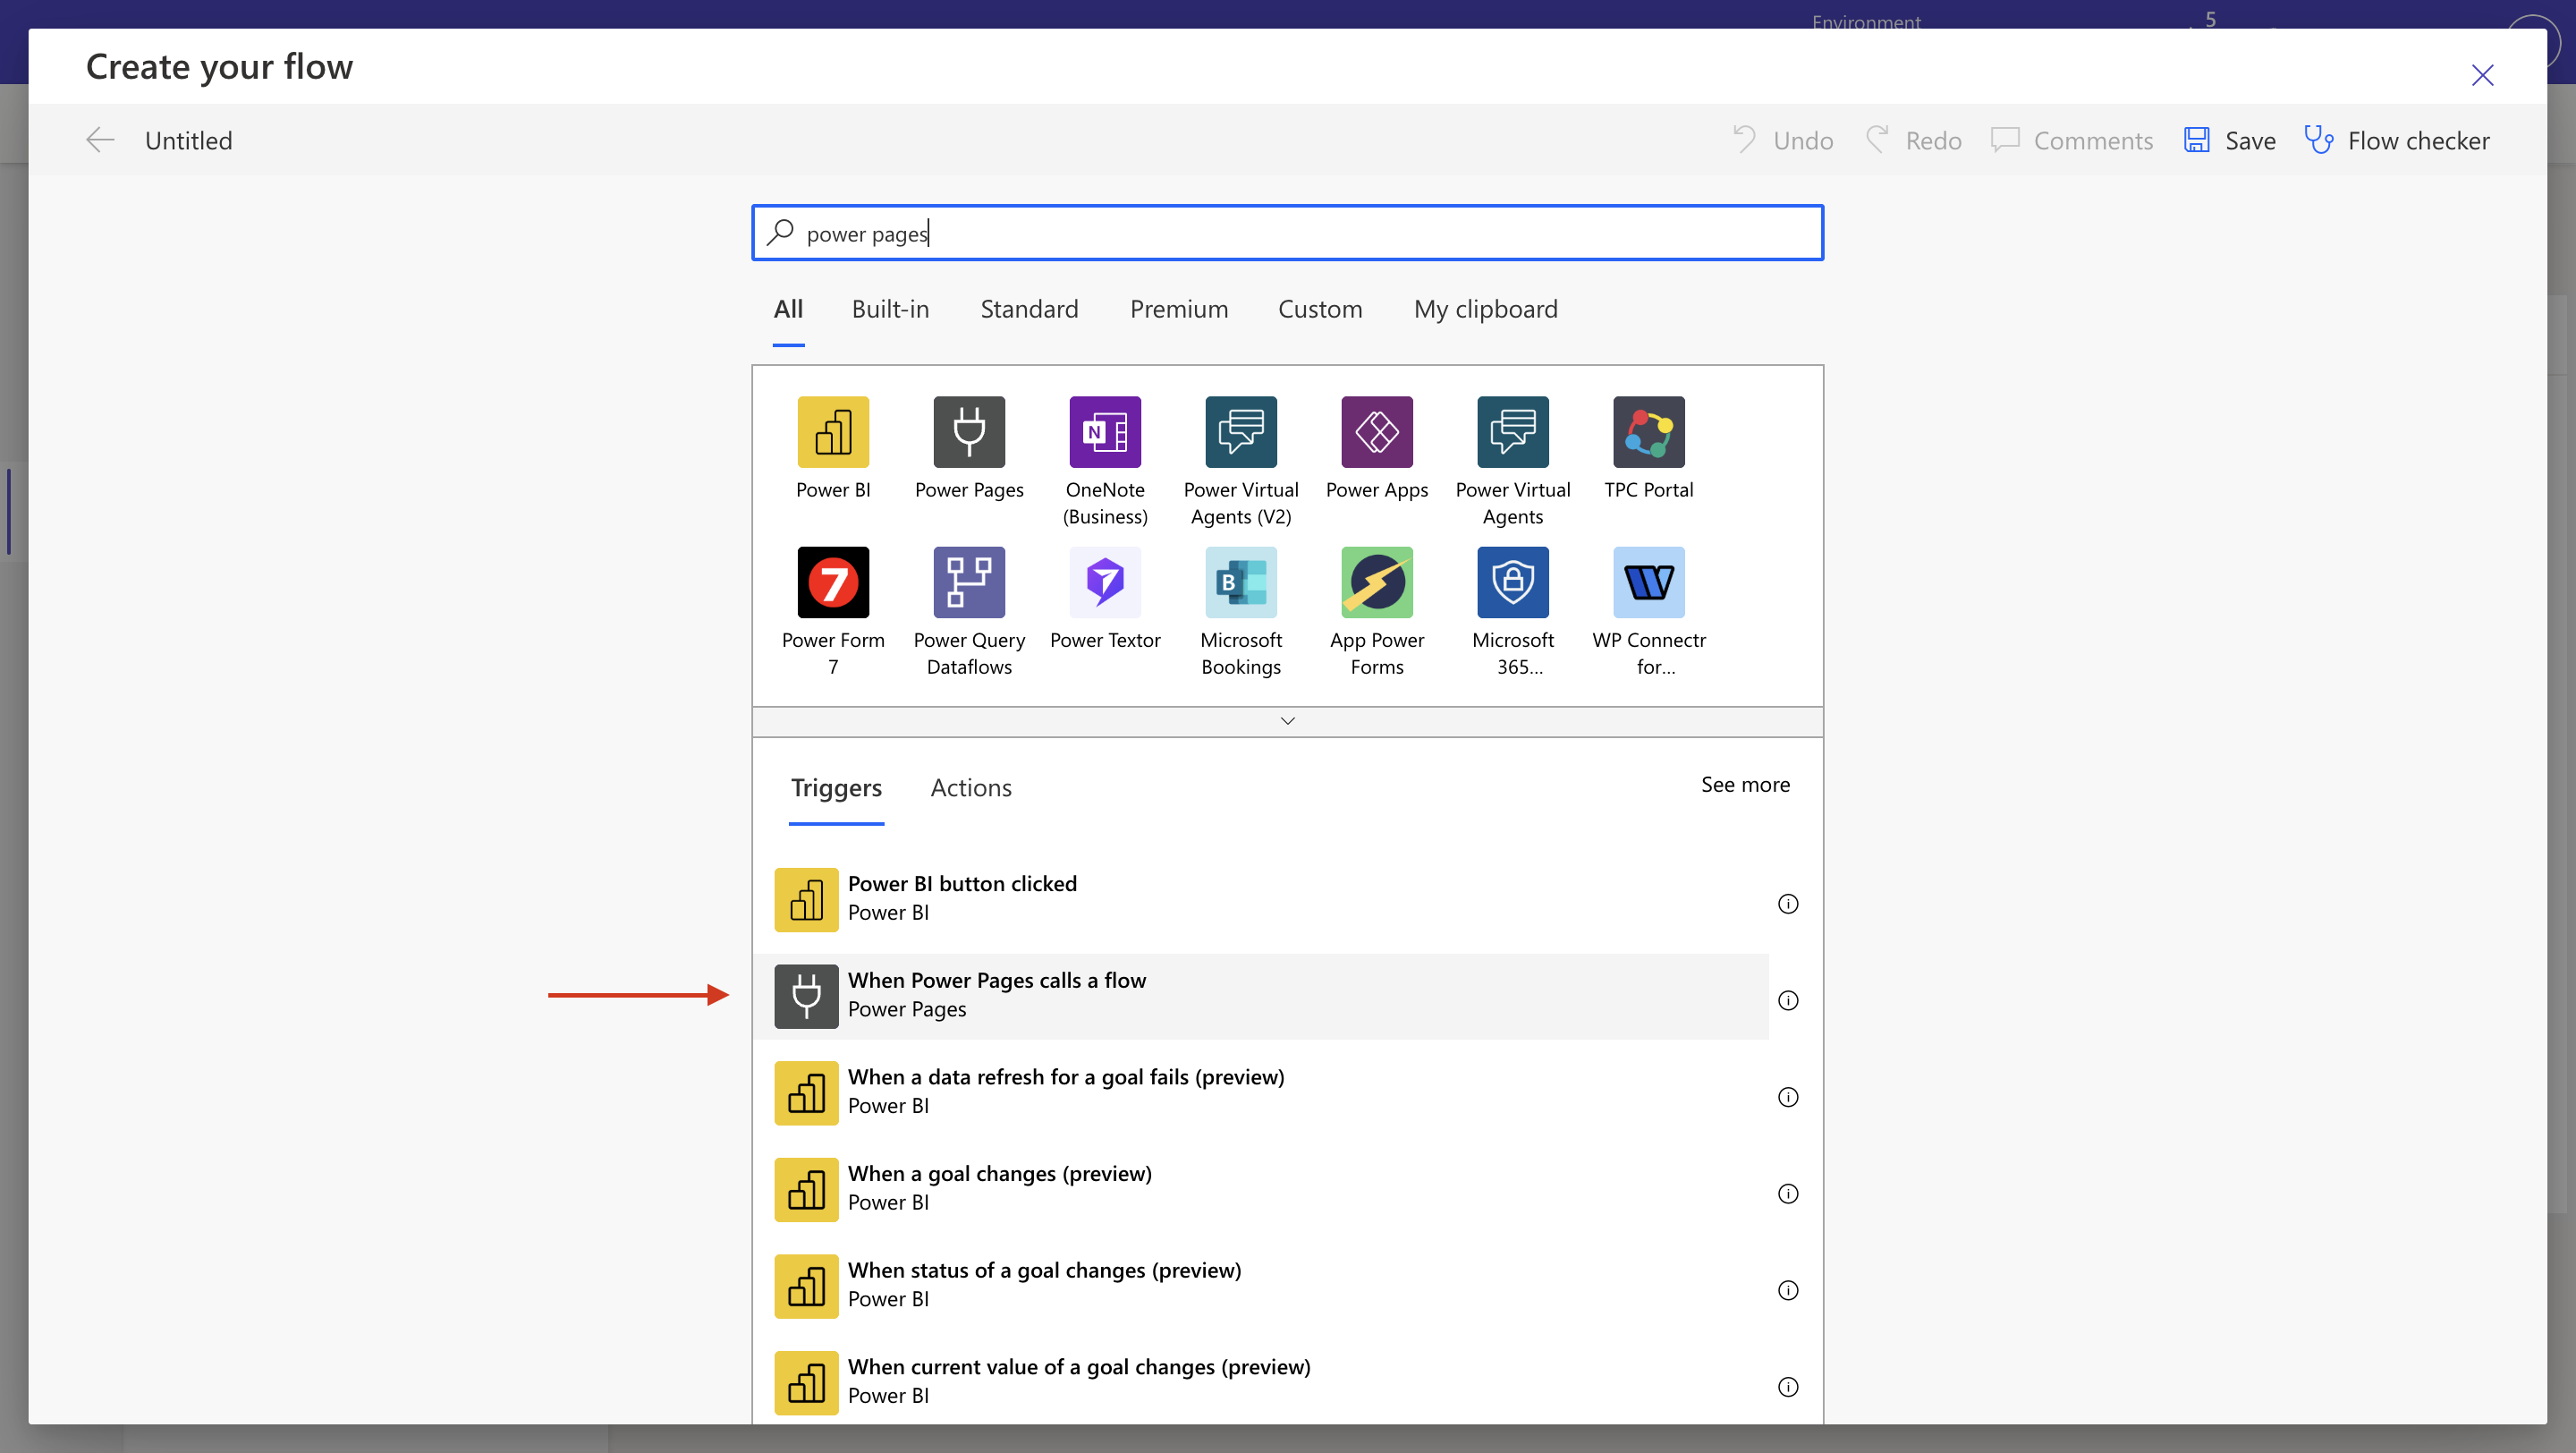 Environment
5
Create your flow
Untitled
Undo
Redo
Comments
Save
Flow checker
power pages
All
Built-in
Standard
Premium
Custom
My clipboard
Power BI
Power Pages
OneNote
(Business)
Power Virtual
Agents (V2)
Power Apps
Power Virtual
Agents
TPC Portal
Power Form
7
Power Query
Dataflows
Power Textor
Microsoft
Bookings
App Power
Forms
Microsoft
365...
WP Connectr
for...
Triggers
Actions
See more
Power BI button clicked
Power BI
When Power Pages calls a flow
Power Pages
When a data refresh for a goal fails (preview)
Power BI
When a goal changes (preview)
Power BI
When status of a goal changes (preview)
Power BI
When current value of a goal changes (preview)
Power BI